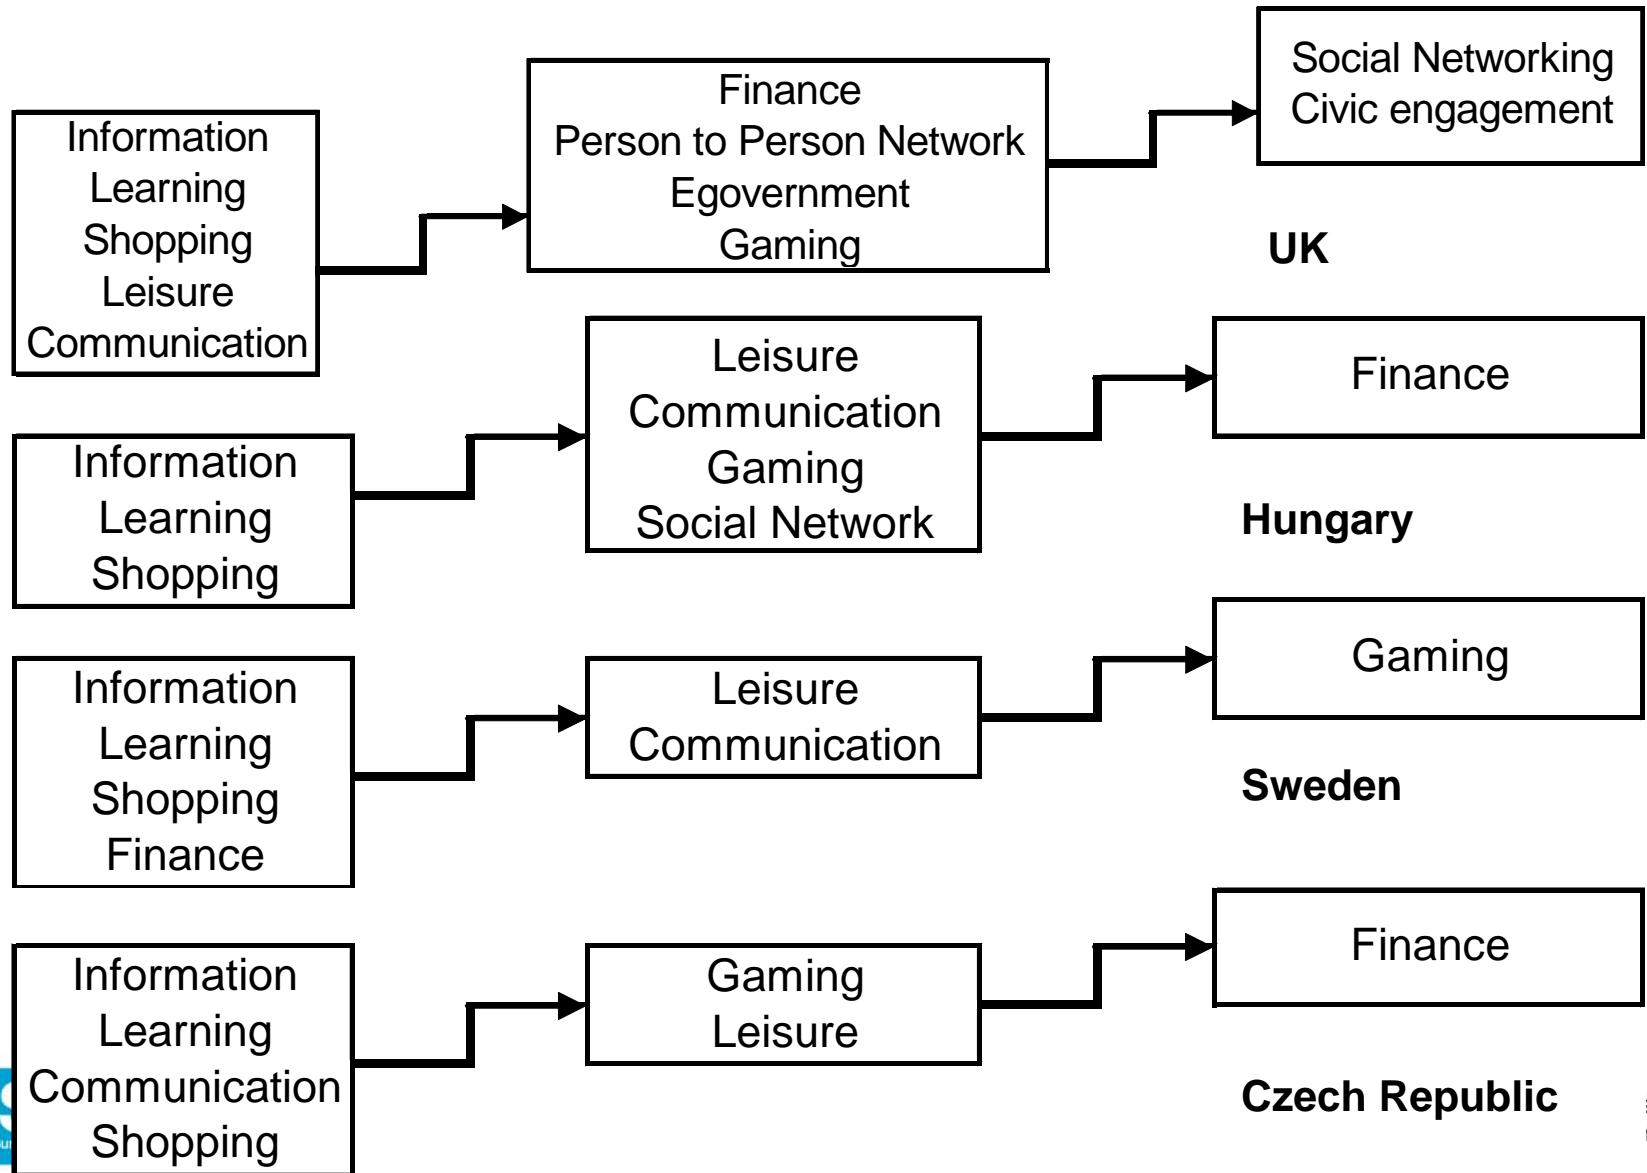 Information
Learning
Shopping
Leisure
Communication
Finance
Person to Person Network
Egovernment
Gaming
Social Networking
Civic engagement
UK
Information
Learning
Shopping
Leisure
Communication
Gaming
Social Network
Finance
Hungary
Information
Learning
Shopping
Finance
Leisure
Communication
Gaming
Sweden
Information
Learning
Communication
Shopping
Gaming
Leisure
Finance
Czech Republic